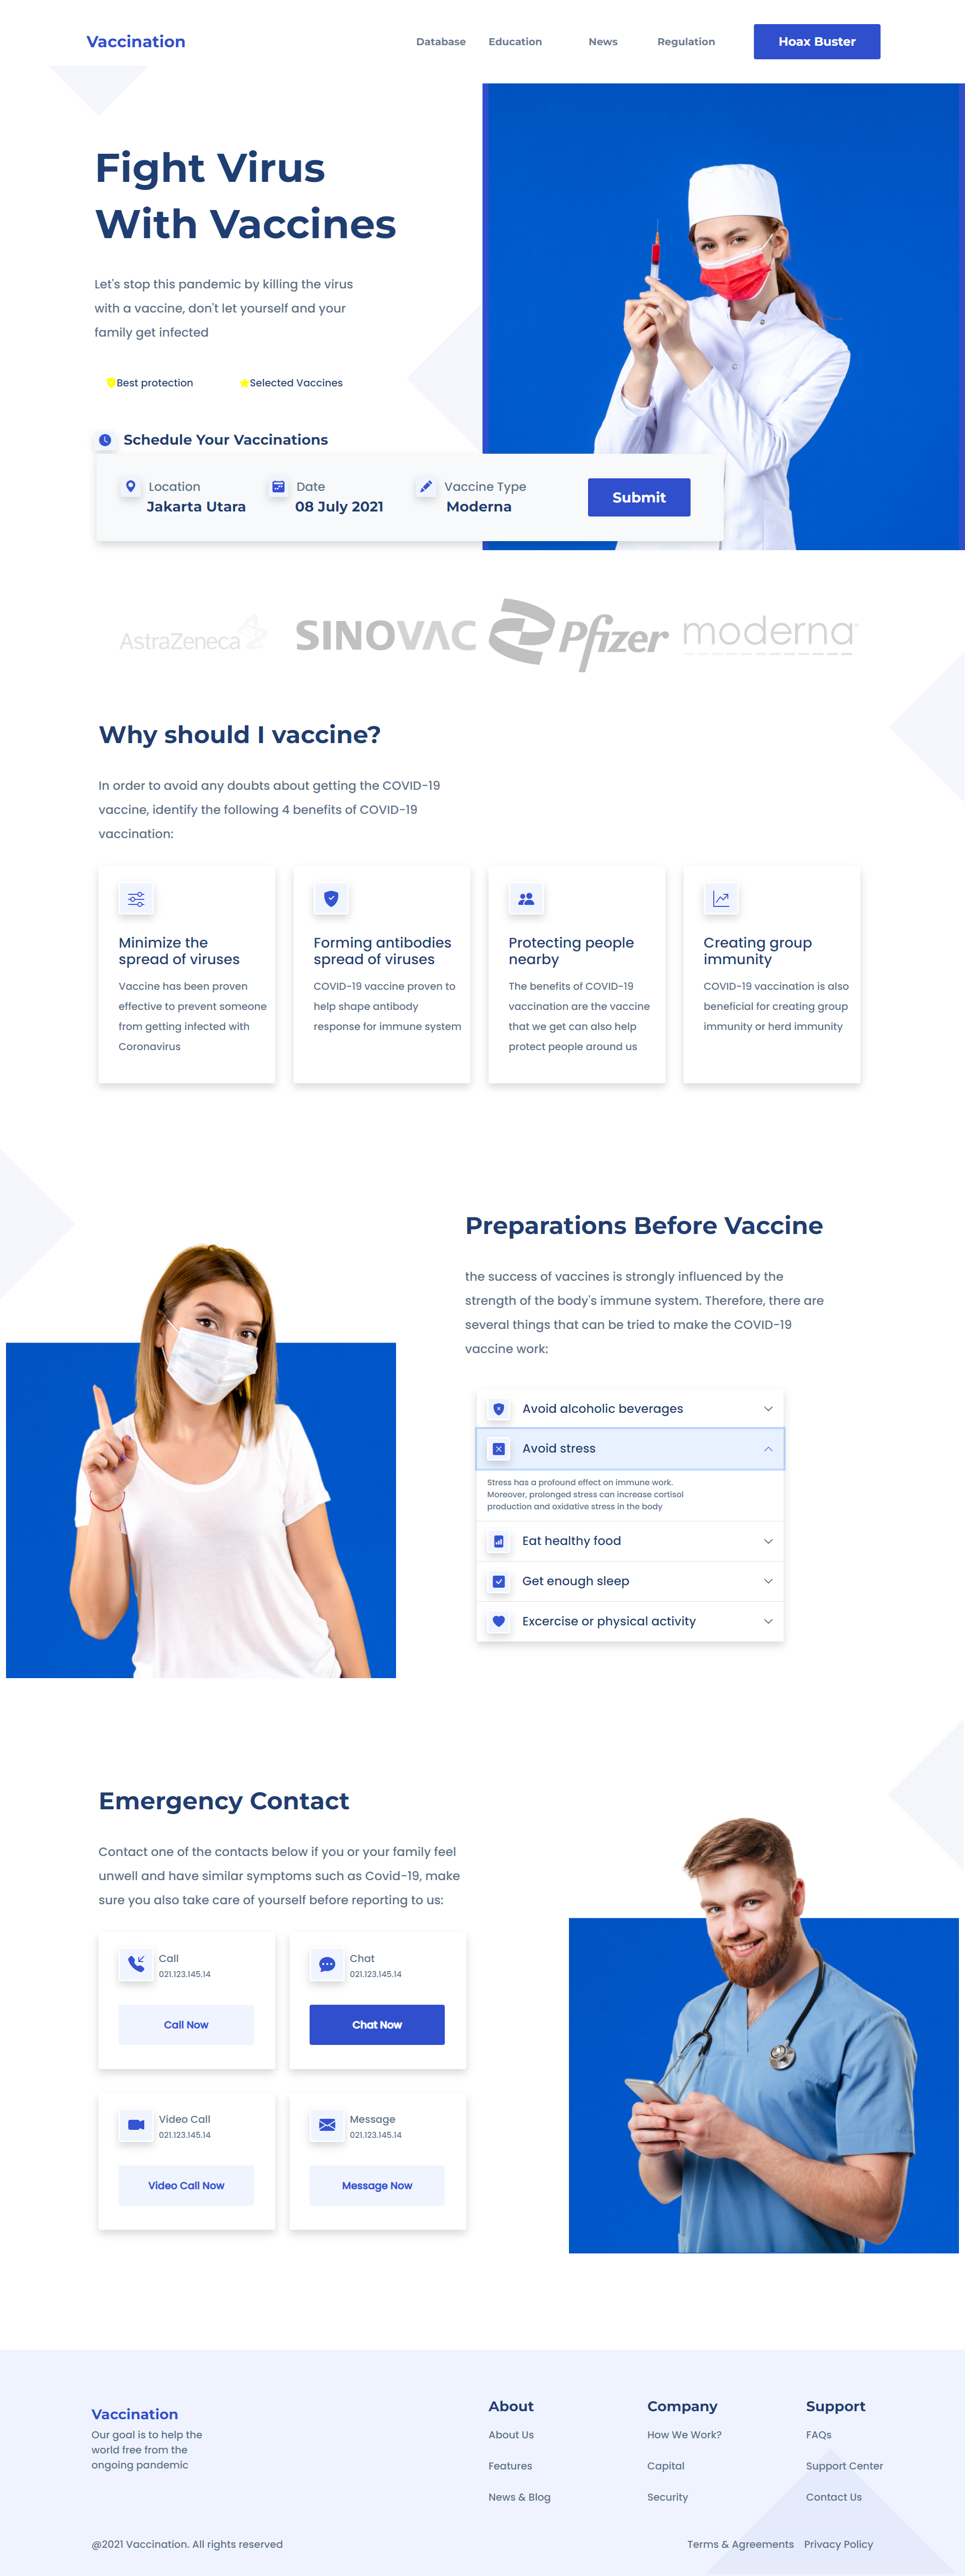 Vaccination
Database
Education
News
Regulation
Hoax Buster
Fight Virus
With Vaccines
Let's stop this pandemic by killing the virus
with a vaccine, don't let yourself and your
family get infected
Best protection
Selected Vaccines
Schedule Your Vaccinations
Location
Jakarta Utara
Date
08 July 2021
Vaccine Type
Moderna
Submit
AstraZeneca
SINOVAC
Pfizer
moderna
Why should I vaccine?
In order to avoid any doubts about getting the COVID-19
vaccine, identify the following 4 benefits of COVID-19
vaccination:
Minimize the
spread of viruses
Vaccine has been proven
effective to prevent someone
from getting infected with
Coronavirus
Forming antibodies
spread of viruses
COVID-19 vaccine proven to
help shape antibody
response for immune system
Protecting people
nearby
The benefits of COVID-19
vaccination are the vaccine
that we get can also help
protect people around us
Creating group
immunity
COVID-19 vaccination is also
beneficial for creating group
immunity or herd immunity
Preparations Before Vaccine
the success of vaccines is strongly influenced by the
strength of the body's immune system. Therefore, there are
several things that can be tried to make the COVID-19
vaccine work:
Avoid alcoholic beverages
Avoid stress
Stress has a profound effect on immune work.
Moreover, prolonged stress can increase cortisol
production and oxidative stress in the body
Eat healthy food
Get enough sleep
Excercise or physical activity
Emergency Contact
Contact one of the contacts below if you or your family feel
unwell and have similar symptoms such as Covid-19, make
sure you also take care of yourself before reporting to us:
Call
021.123.145.14
Call Now
Chat
021.123.145.14
Chat Now
Video Call
021.123.145.14
Video Call Now
Message
021.123.145.14
Message Now
Vaccination
Our goal is to help the
world free from the
ongoing pandemic
About
About Us
Features
News & Blog
Company
How We Work?
Capital
Security
Support
FAQs
Support Center
Contact Us
@2021 Vaccination. All rights reserved
Terms & Agreements
Privacy Policy